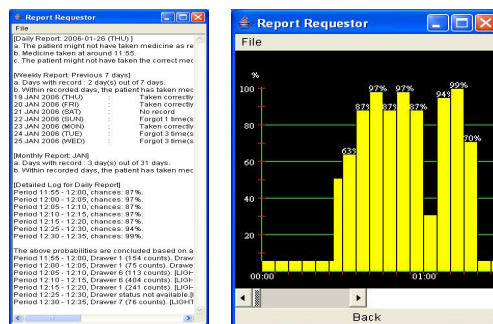 Report Requestor
File
[Daily Report: 2006-01-26 (THU) ]
a. The patient might not have taken medicine as re
b. Medicine taken at around 11:55.
c. The patient might not have taken the correct med
[Weekly Report: Previous 7 days]
a. Days with record : 2 day(s) out of 7 days.
b. Within recorded days, the patient has taken med
19 JAN 2006 (THU) : Taken correctly
20 JAN 2006 (FRI) : Taken correctly
21 JAN 2006 (SAT) : No record
22 JAN 2006 (SUN) : Forgot 1 time(s
23 JAN 2006 (MON) : Taken correctly
24 JAN 2006 (TUE) : Forgot 3 time(s
25 JAN 2006 (WED) : Forgot 3 time(s
[Monthly Report: JAN]
a. Days with record : 3 day(s) out of 31 days.
b. Within recorded days, the patient has taken med
[Detailed Log for Daily Report]
Period 11:55 - 12:00, chances: 87%.
Period 12:00 - 12:05, chances: 97%.
Period 12:05 - 12:10, chances: 87%.
Period 12:10 - 12:15, chances: 97%.
Period 12:15 - 12:20, chances: 87%.
Period 12:25 - 12:30, chances: 94%.
Period 12:30 - 12:35, chances: 99%.
The above probabilities are concluded based on a
Period 11:55 - 12:00, Drawer 1 (154 counts). Draw
Period 12:00 - 12:05, Drawer 1 (75 counts). Drawe
Period 12:05 - 12:10, Drawer 6 (113 counts). [LIGH
Period 12:10 - 12:15, Drawer 6 (404 counts). [LIGH
Period 12:15 - 12:20, Drawer 1 (241 counts). [LIGH
Period 12:25 - 12:30, Drawer status not available.[l
Period 12:30 - 12:35, Drawer 7 (76 counts). [LIGHT
Report Requestor
File
%
100
80
60
40
20
63%
87%
97%
87%
97%
87%
94%
99%
70%
00:00
01:00
Back